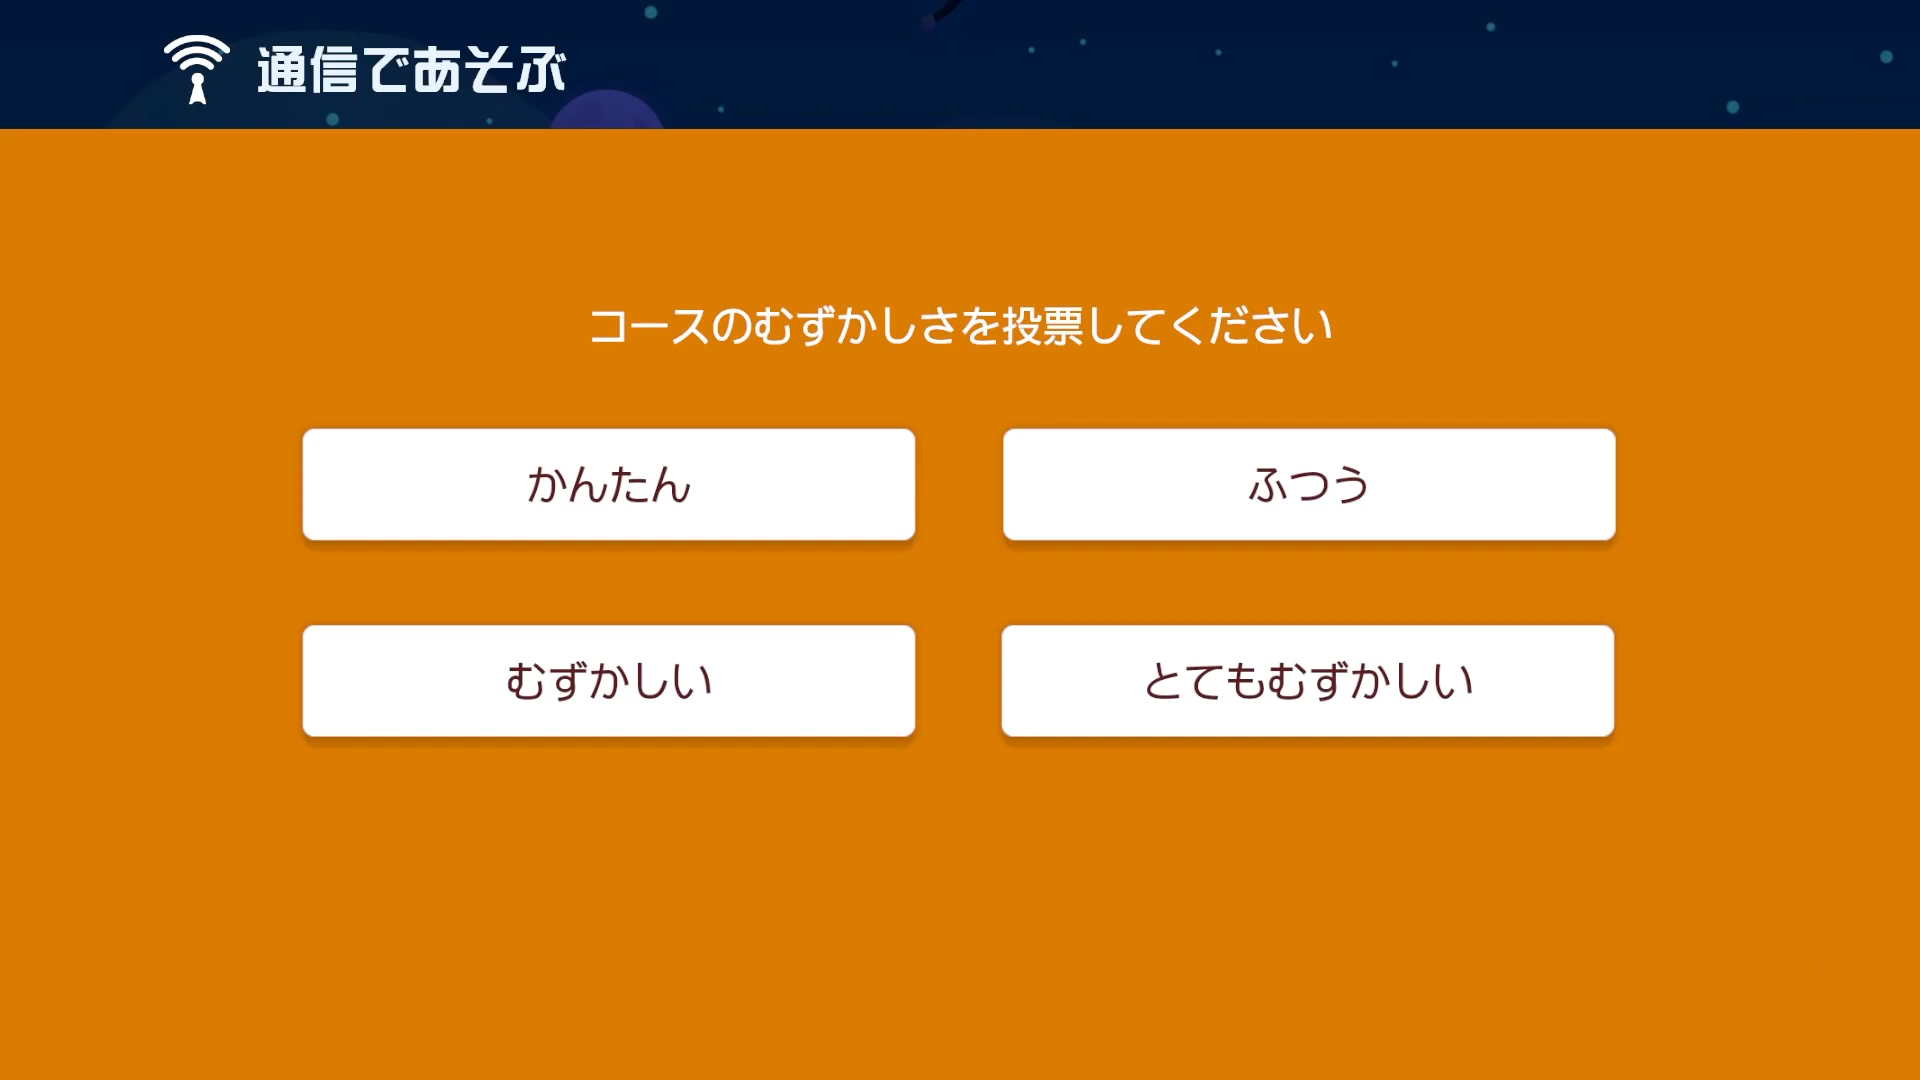 通信であそぶ
コースのむずかしさを投票してください
かんたん
ふつう
むずかしい
とてもむずかしい